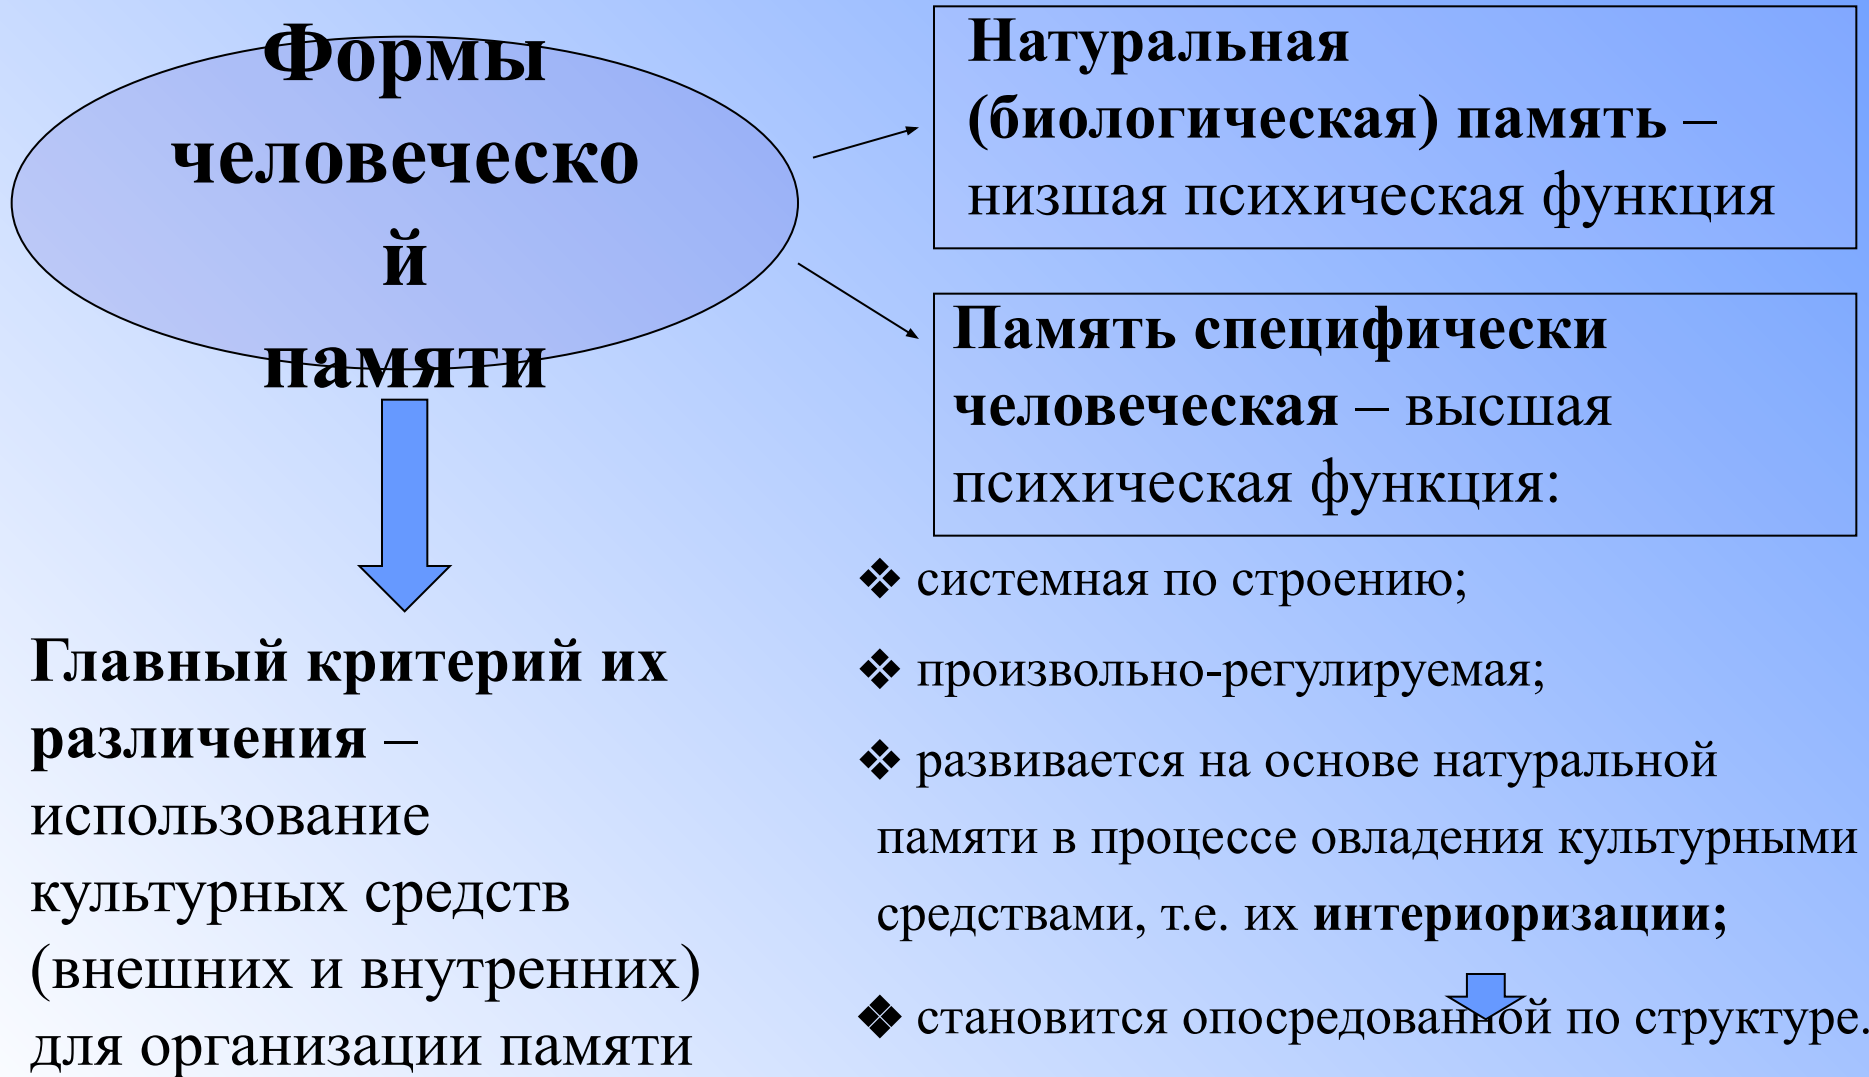 Формы
человеческо
й
памяти
Натуральная
(биологическая) память –
низшая психическая функция
Память специфически
человеческая – высшая
психическая функция:
❖ системная по строению;
❖ произвольно-регулируемая;
❖ развивается на основе натуральной
памяти в процессе овладения культурными
средствами, т.е. их интериоризации;
❖ становится опосредованной по структуре.
Главный критерий их
различения –
использование
культурных средств
(внешних и внутренних)
для организации памяти